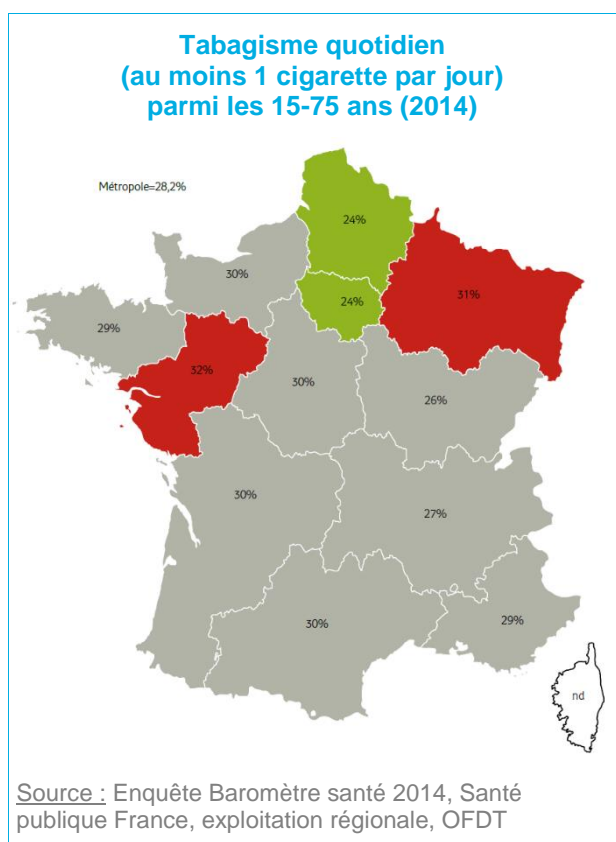 Tabagisme quotidien
(au moins 1 cigarette par jour)
parmi les 15-75 ans (2014)
Métropole=28,2%
24%
30%
24%
31%
29%
32%
30%
26%
30%
27%
30%
29%
nd
Source : Enquête Baromètre santé 2014, Santé
publique France, exploitation régionale, OFDT